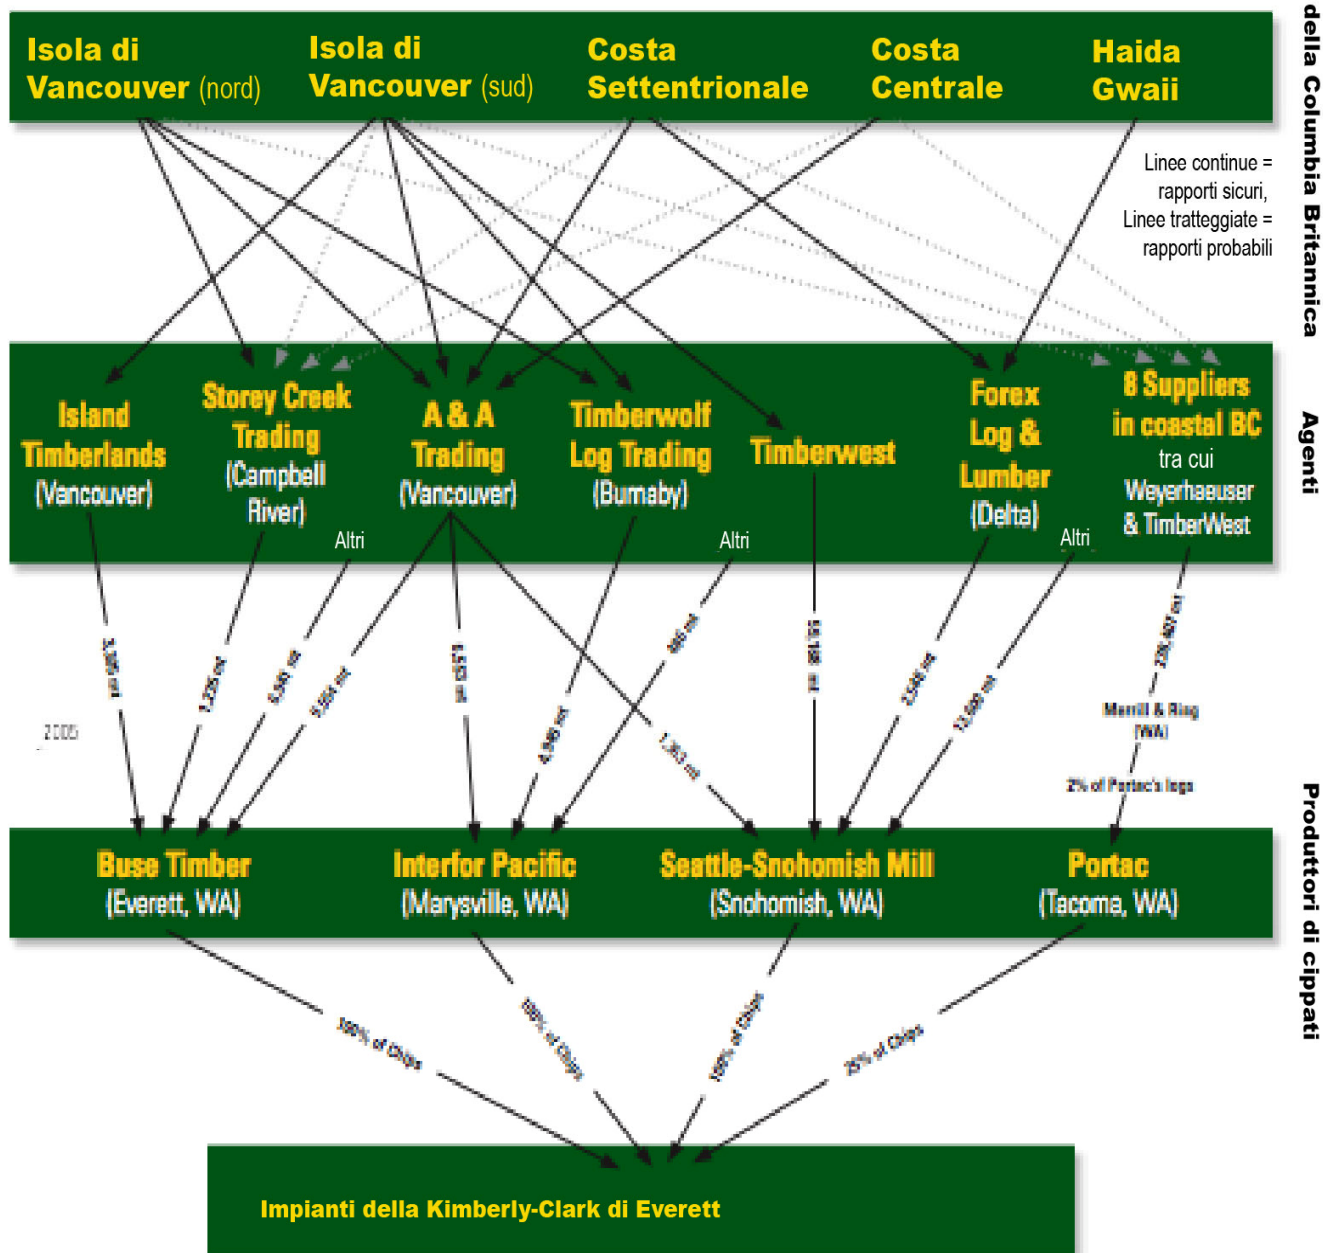 della Columbia Britannica
Isola di
Vancouver (nord)
Isola di
Vancouver (sud)
Costa
Settentrionale
Costa
Centrale
Haida
Gwaii
Linee continue =
rapporti sicuri,
Linee tratteggiate =
rapporti probabili
Agenti
Island
Timberlands
(Vancouver)
Storey Creek
Trading
(Campbell
River)
Altri
A & A
Trading
(Vancouver)
Timberwolf
Log Trading
(Burnaby)
Altri
Timberwest
Forex
Log &
Lumber
(Delta)
Altri
8 Suppliers
in coastal BC
tra cui
Weyerhaeuser
& TimberWest
1,235 mt
486 mt
Merrill & Ring
(WA)
2% of Portac's logs
2005
Produttori di cippati
Buse Timber
(Everett, WA)
Interfor Pacific
(Marysville, WA)
Seattle-Snohomish Mill
(Snohomish, WA)
Portac
(Tacoma, WA)
100% of Chips
100% of Chips
100% of Chips
25% of Chips
Impianti della Kimberly-Clark di Everett